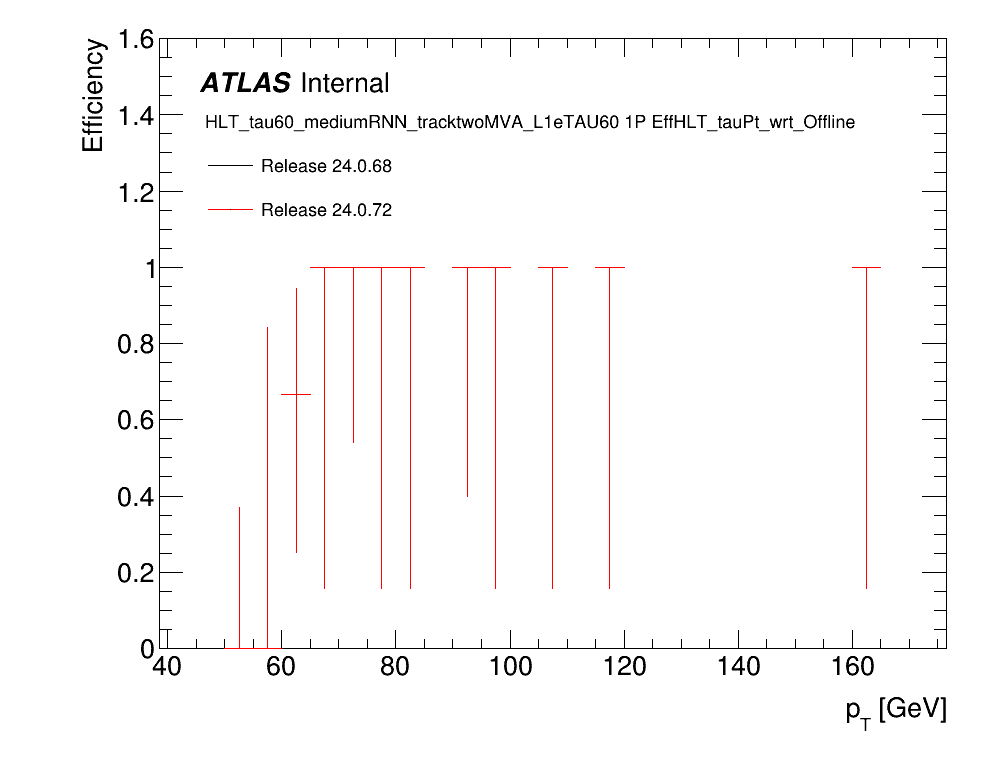 1.6
Efficiency
ATLAS Internal
1.4
HLT_tau60_mediumRNN_tracktwoMVA_L1eTAU60 1P EffHLT_tauPt_wrt_Offline
Release 24.0.68
1.2
Release 24.0.72
1
0.8
0.6
0.4
0.2
0
40 60 80 100 120 140 160
pT [GeV]